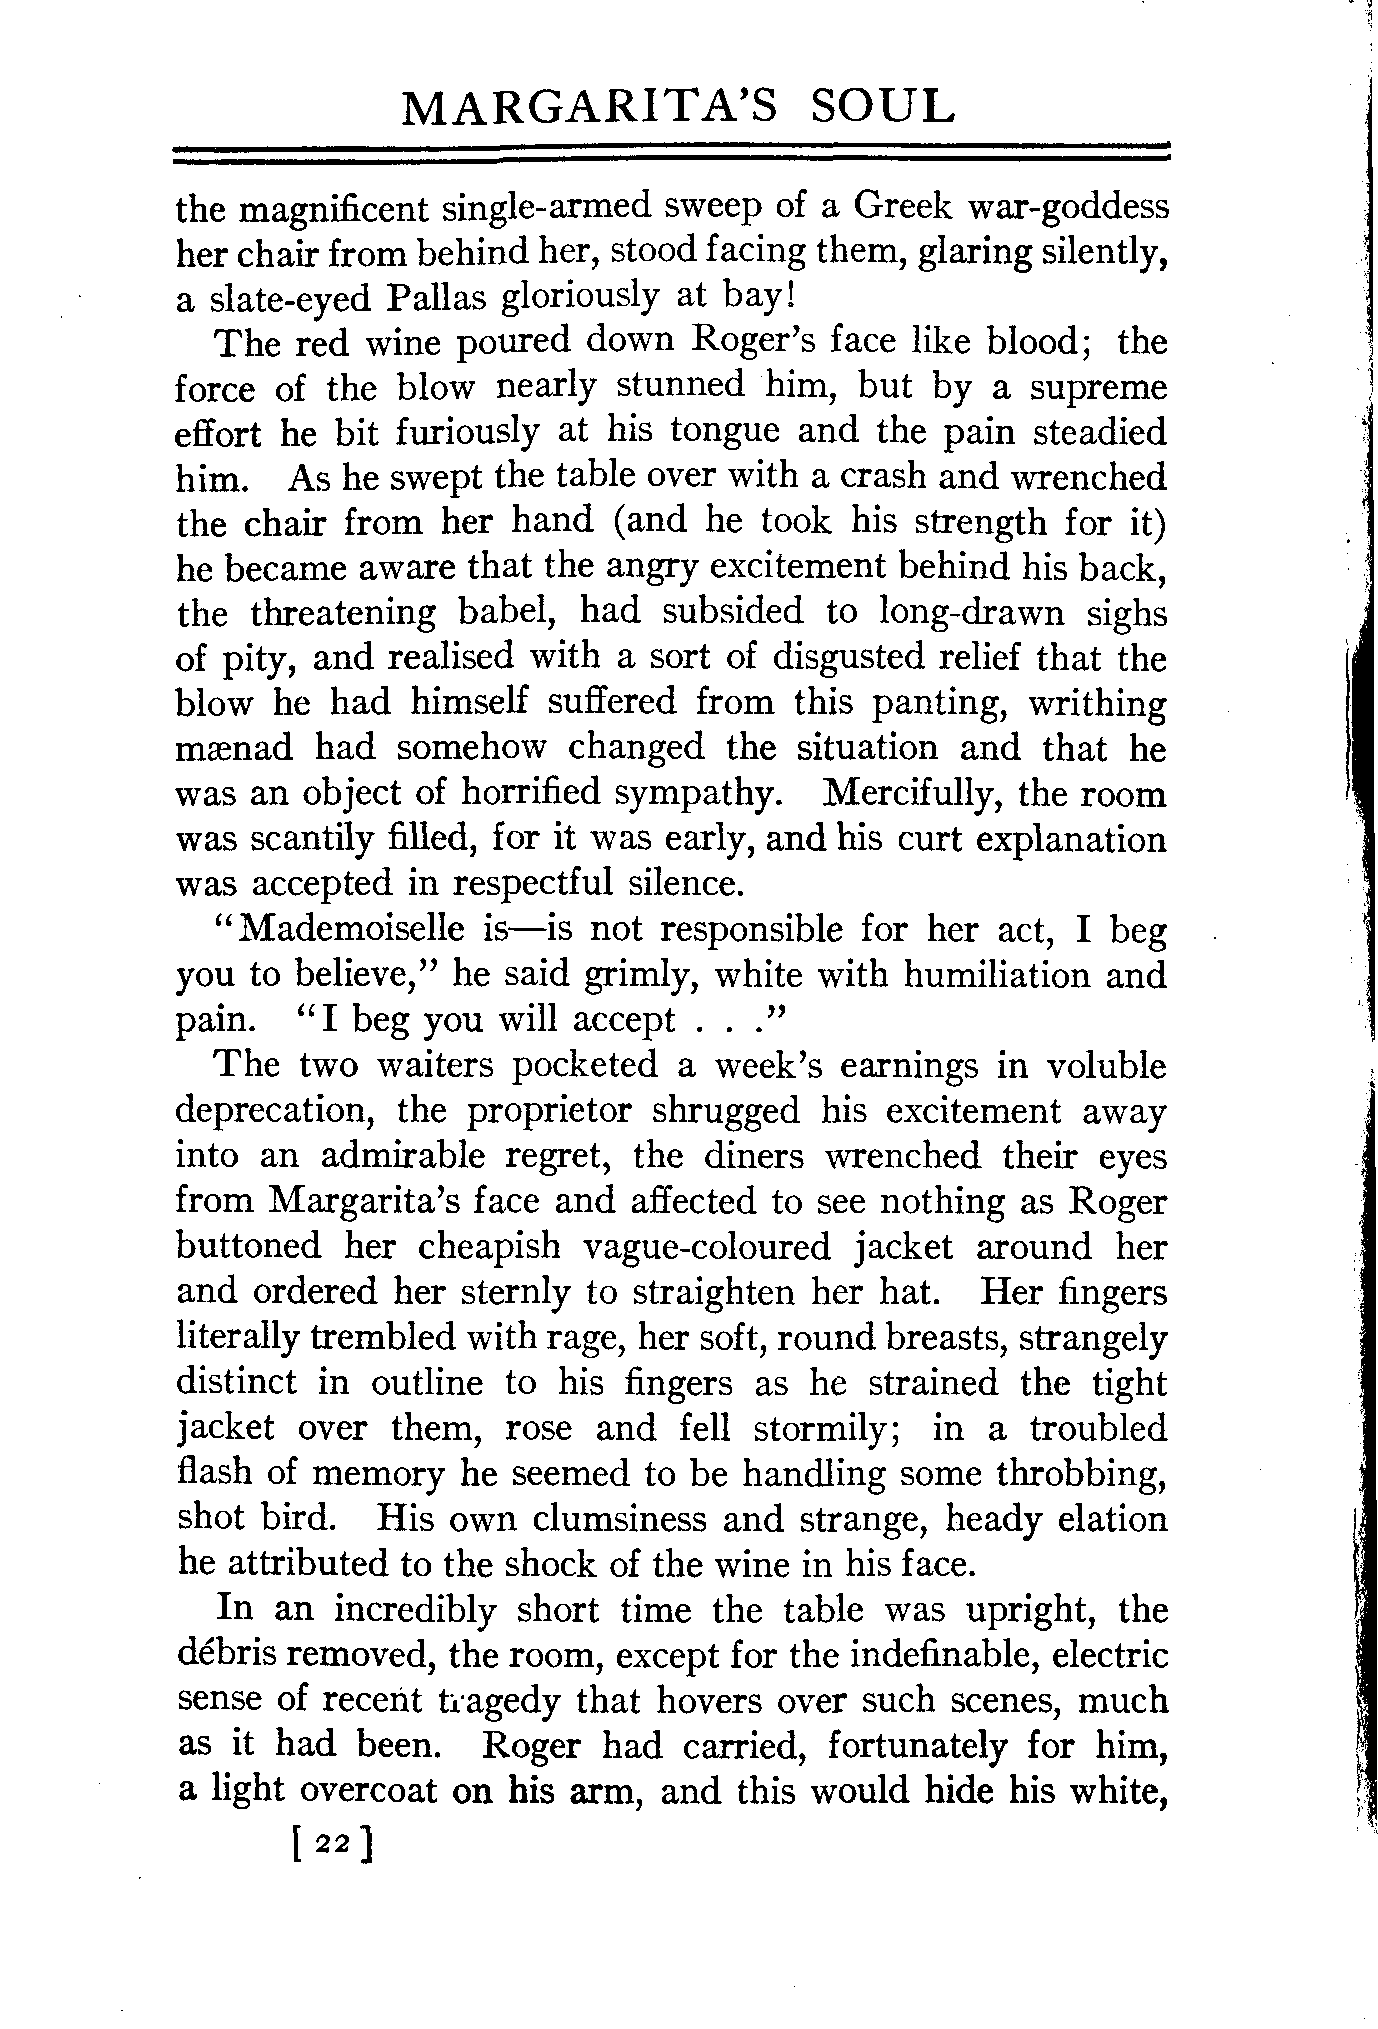 MARGARITA'S SOUL
the magnificent single-armed sweep of a Greek war-goddess
her chair from behind her, stood facing them, glaring silently,
a slate-eyed Pallas gloriously at bay!
The red wine poured down Roger's face like blood; the
force of the blow nearly stunned him, but by a supreme
effort he bit furiously at his tongue and the pain steadied
him. As he swept the table over with a crash and wrenched
the chair from her hand (and he took his strength for it)
he became aware that the angry excitement behind his back,
the threatening babel, had subsided to long-drawn sighs
of pity, and realised with a sort of disgusted relief that the
blow he had himself suffered from this panting, writhing
mænad had somehow changed the situation and that he
was an object of horrified sympathy. Mercifully, the room
was scantily filled, for it was early, and his curt explanation
was accepted in respectful silence.
"Mademoiselle is—is not responsible for her act, I beg
you to believe," he said grimly, white with humiliation and
pain. "I beg you will accept . . ."
The two waiters pocketed a week's earnings in voluble
deprecation, the proprietor shrugged his excitement away
into an admirable regret, the diners wrenched their eyes
from Margarita's face and affected to see nothing as Roger
buttoned her cheapish vague-coloured jacket around her
and ordered her sternly to straighten her hat. Her fingers
literally trembled with rage, her soft, round breasts, strangely
distinct in outline to his fingers as he strained the tight
jacket over them, rose and fell stormily; in a troubled
flash of memory he seemed to be handling some throbbing,
shot bird. His own clumsiness and strange, heady elation
he attributed to the shock of the wine in his face.
In an incredibly short time the table was upright, the
débris removed, the room, except for the indefinable, electric
sense of recent tragedy that hovers over such scenes, much
as it had been. Roger had carried, fortunately for him,
a light overcoat on his arm, and this would hide his white,
[ 22 ]